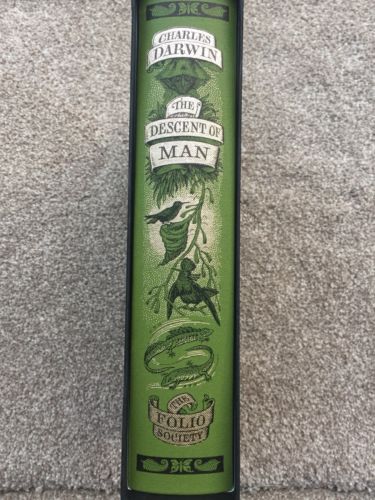 CHARLES
DARWIN
THE
DESCENT OF
MAN
THE
FOLIO
SOCIETY